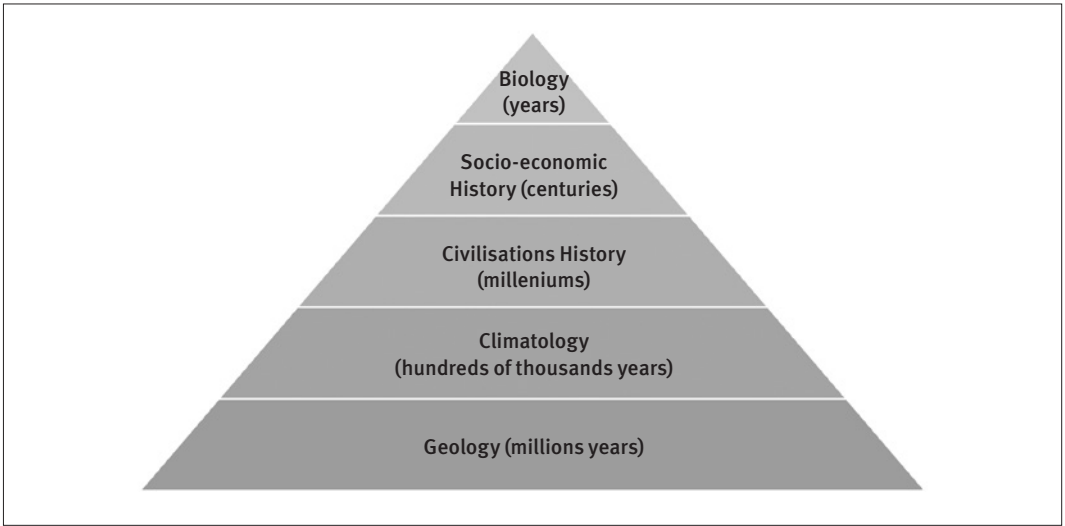 Biology
(years)
Socio-economic
History (centuries)
Civilisations History
(milleniums)
Climatology
(hundreds of thousands years)
Geology (millions years)